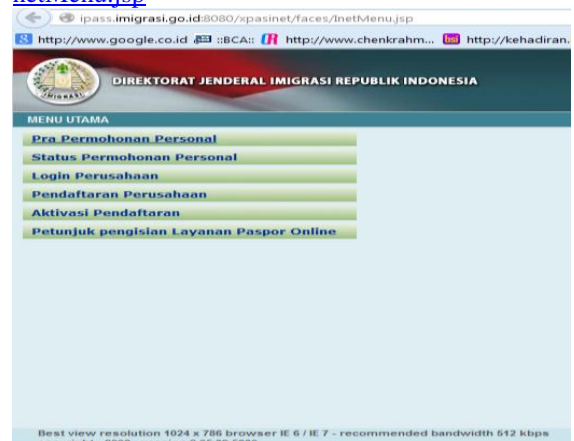 netMenu.jsp
ipass.imigrasi.go.id:8080/xpasinet/faces/InetMenu.jsp
http://www.google.co.id ::BCA:: http://www.chenkrahm... bsi http://kehadiran.
DIREKTORAT JENDERAL IMIGRASI REPUBLIK INDONESIA
IMIGRASI
MENU UTAMA
Pra Permohonan Personal
Status Permohonan Personal
Login Perusahaan
Pendaftaran Perusahaan
Aktivasi Pendaftaran
Petunjuk pengisian Layanan Paspor Online
Best view resolution 1024 x 786 browser IE 6 / IE 7 - recommended bandwidth 512 kbps